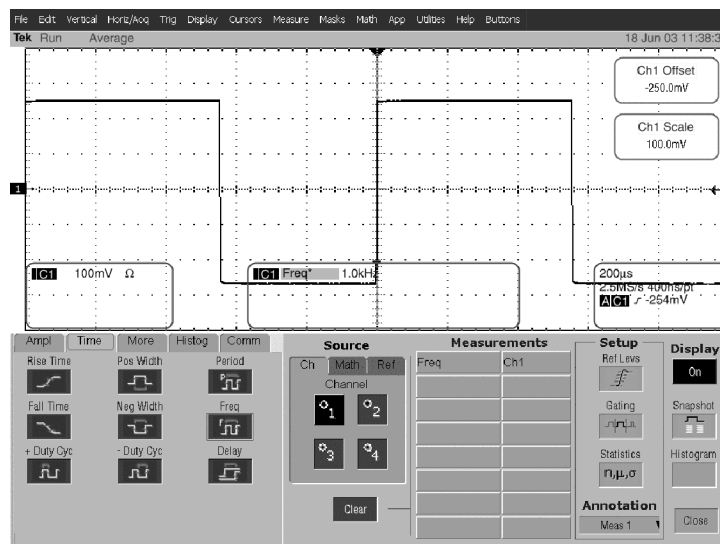 File Edit Vertical Horiz/Acq Trig Display Cursors Measure Masks Math App Utilities Help Buttons
Tek Run Average 18 Jun 03 11:38:3
Ch1 Offset
-250.0mV
Ch1 Scale
100.0mV
1
C1 100mV Ω
C1 Freq* 1.0kHz
200µs
2.5MS/s 400ns/pt
A C1 -254mV
Ampl Time More Histog Comm
Rise Time Pos Width Period
Fall Time Neg Width Freq
+ Duty Cyc - Duty Cyc Delay
Source
Ch Math Ref
Channel
1 2
3 4
Clear
Measurements
Freq Ch1
Setup
Ref Levs
Gating
Statistics
n,µ,σ
Annotation
Meas 1
Display
On
Snapshot
Histogram
Close